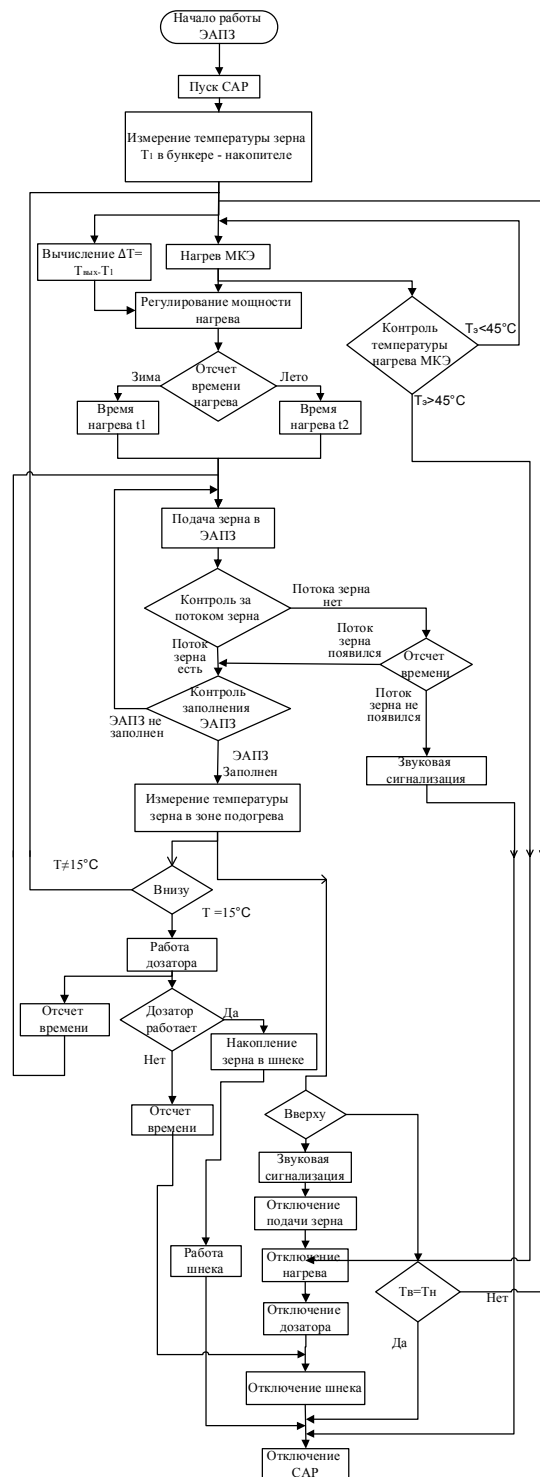 Начало работы
ЭАПЗ
Пуск САР
Измерение температуры зерна
T1 в бункере - накопителе
Вычисление ΔT=
Tвых-T1
Нагрев МКЭ
Регулирование мощности
нагрева
Контроль
температуры
нагрева МКЭ
Tэ<45°C
Tэ>45°C
Отсчет
времени
нагрева
Зима
Лето
Время
нагрева t1
Время
нагрева t2
Подача зерна в
ЭАПЗ
Контроль за
потоком зерна
Потока зерна
нет
Поток
зерна
есть
Поток
зерна
появился
Отсчет
времени
Поток
зерна не
появился
Контроль
заполнения
ЭАПЗ
ЭАПЗ не
заполнен
ЭАПЗ
Заполнен
Звуковая
сигнализация
Измерение температуры
зерна в зоне подогрева
T≠15°C
Внизу
T =15°C
Работа
дозатора
Отсчет
времени
Дозатор
работает
Да
Накопление
зерна в шнеке
Нет
Отсчет
времени
Вверху
Звуковая
сигнализация
Отключение
подачи зерна
Работа
шнека
Отключение
нагрева
Tв=Tн
Нет
Отключение
дозатора
Да
Отключение шнека
Отключение
САР